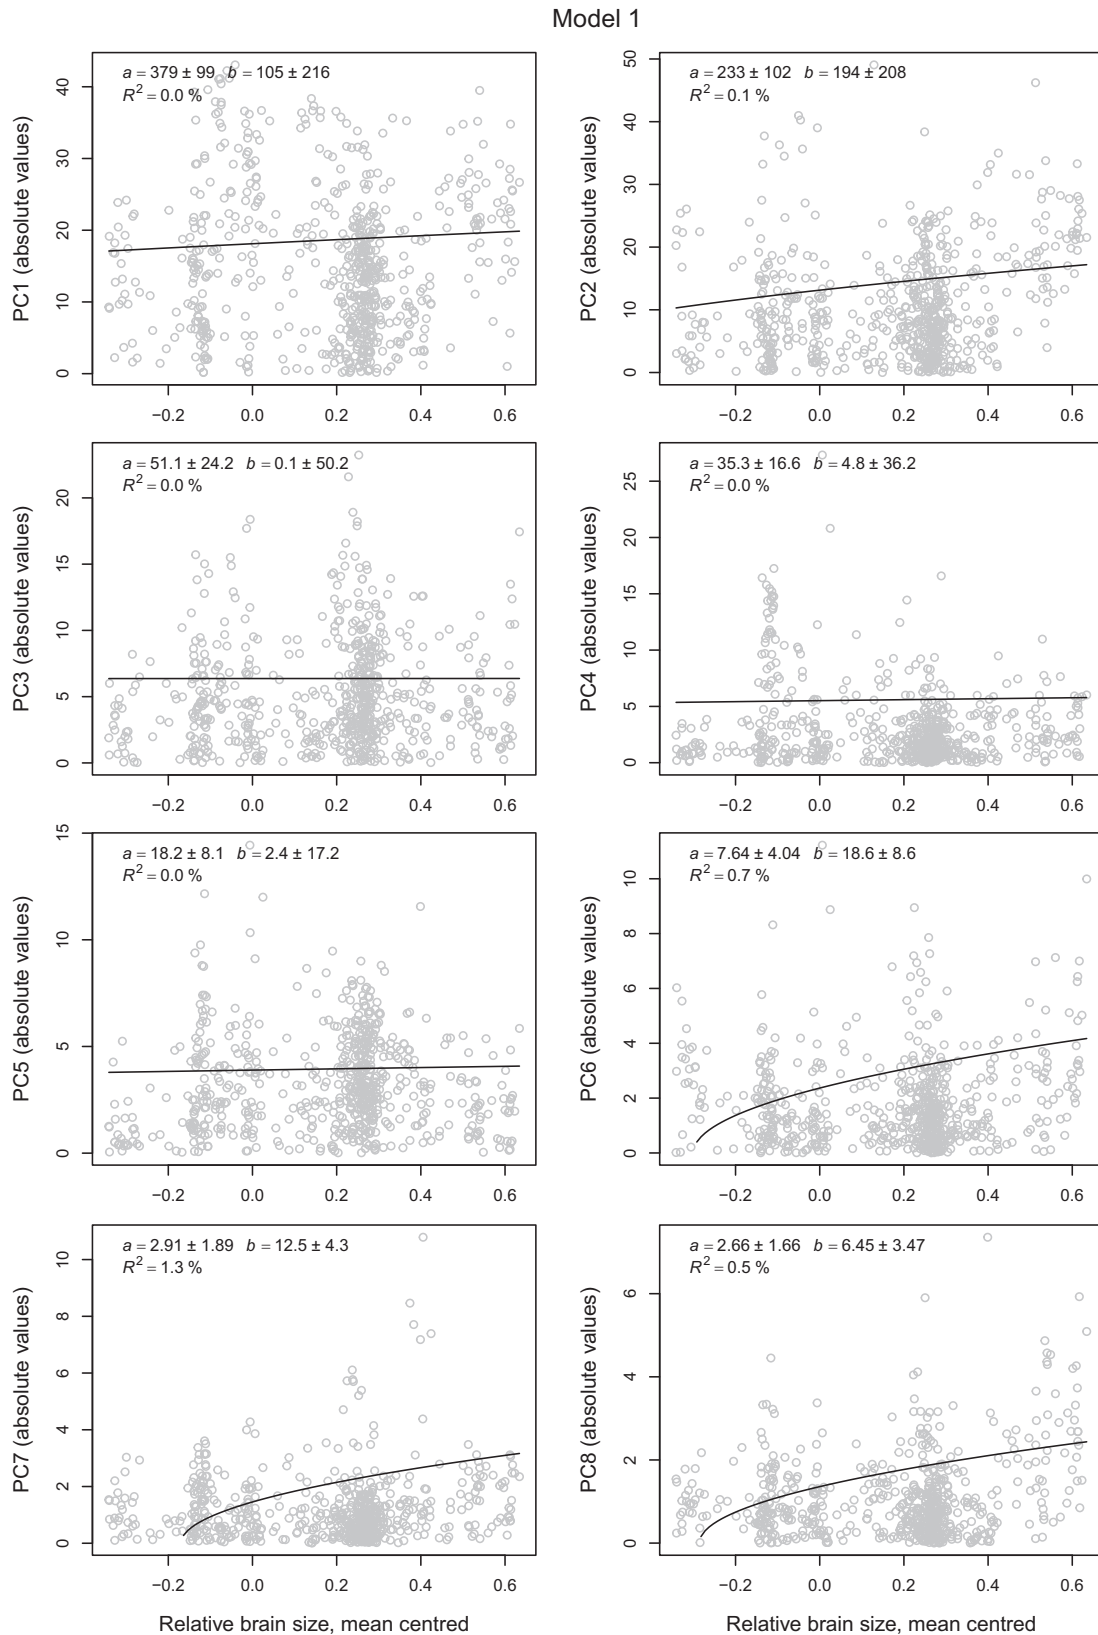 Model 1
a = 379 ± 99 b = 105 ± 216
R² = 0.0 %
PC1 (absolute values)
0 10 20 30 40
−0.2 0.0 0.2 0.4 0.6
a = 233 ± 102 b = 194 ± 208
R² = 0.1 %
PC2 (absolute values)
0 10 20 30 40 50
−0.2 0.0 0.2 0.4 0.6
a = 51.1 ± 24.2 b = 0.1 ± 50.2
R² = 0.0 %
PC3 (absolute values)
0 5 10 15 20
−0.2 0.0 0.2 0.4 0.6
a = 35.3 ± 16.6 b = 4.8 ± 36.2
R² = 0.0 %
PC4 (absolute values)
0 5 10 15 20 25
−0.2 0.0 0.2 0.4 0.6
a = 18.2 ± 8.1 b = 2.4 ± 17.2
R² = 0.0 %
PC5 (absolute values)
0 5 10 15
−0.2 0.0 0.2 0.4 0.6
a = 7.64 ± 4.04 b = 18.6 ± 8.6
R² = 0.7 %
PC6 (absolute values)
0 2 4 6 8 10
−0.2 0.0 0.2 0.4 0.6
a = 2.91 ± 1.89 b = 12.5 ± 4.3
R² = 1.3 %
PC7 (absolute values)
0 2 4 6 8 10
−0.2 0.0 0.2 0.4 0.6
Relative brain size, mean centred
a = 2.66 ± 1.66 b = 6.45 ± 3.47
R² = 0.5 %
PC8 (absolute values)
0 2 4 6
−0.2 0.0 0.2 0.4 0.6
Relative brain size, mean centred